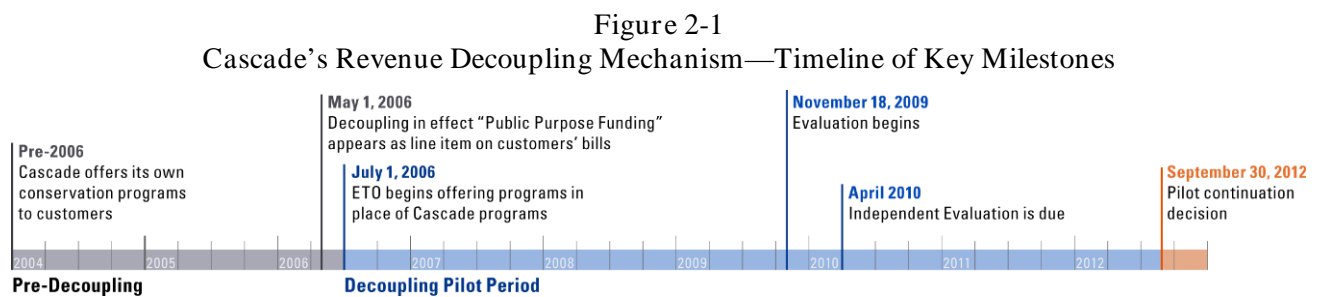 Figure 2-1
Cascade's Revenue Decoupling Mechanism—Timeline of Key Milestones
Pre-2006
Cascade offers its own
conservation programs
to customers
May 1, 2006
Decoupling in effect “Public Purpose Funding”
appears as line item on customers’ bills
July 1, 2006
ETO begins offering programs in
place of Cascade programs
November 18, 2009
Evaluation begins
April 2010
Independent Evaluation is due
September 30, 2012
Pilot continuation
decision
2004 2005 2006 2007 2008 2009 2010 2011 2012
Pre-Decoupling Decoupling Pilot Period